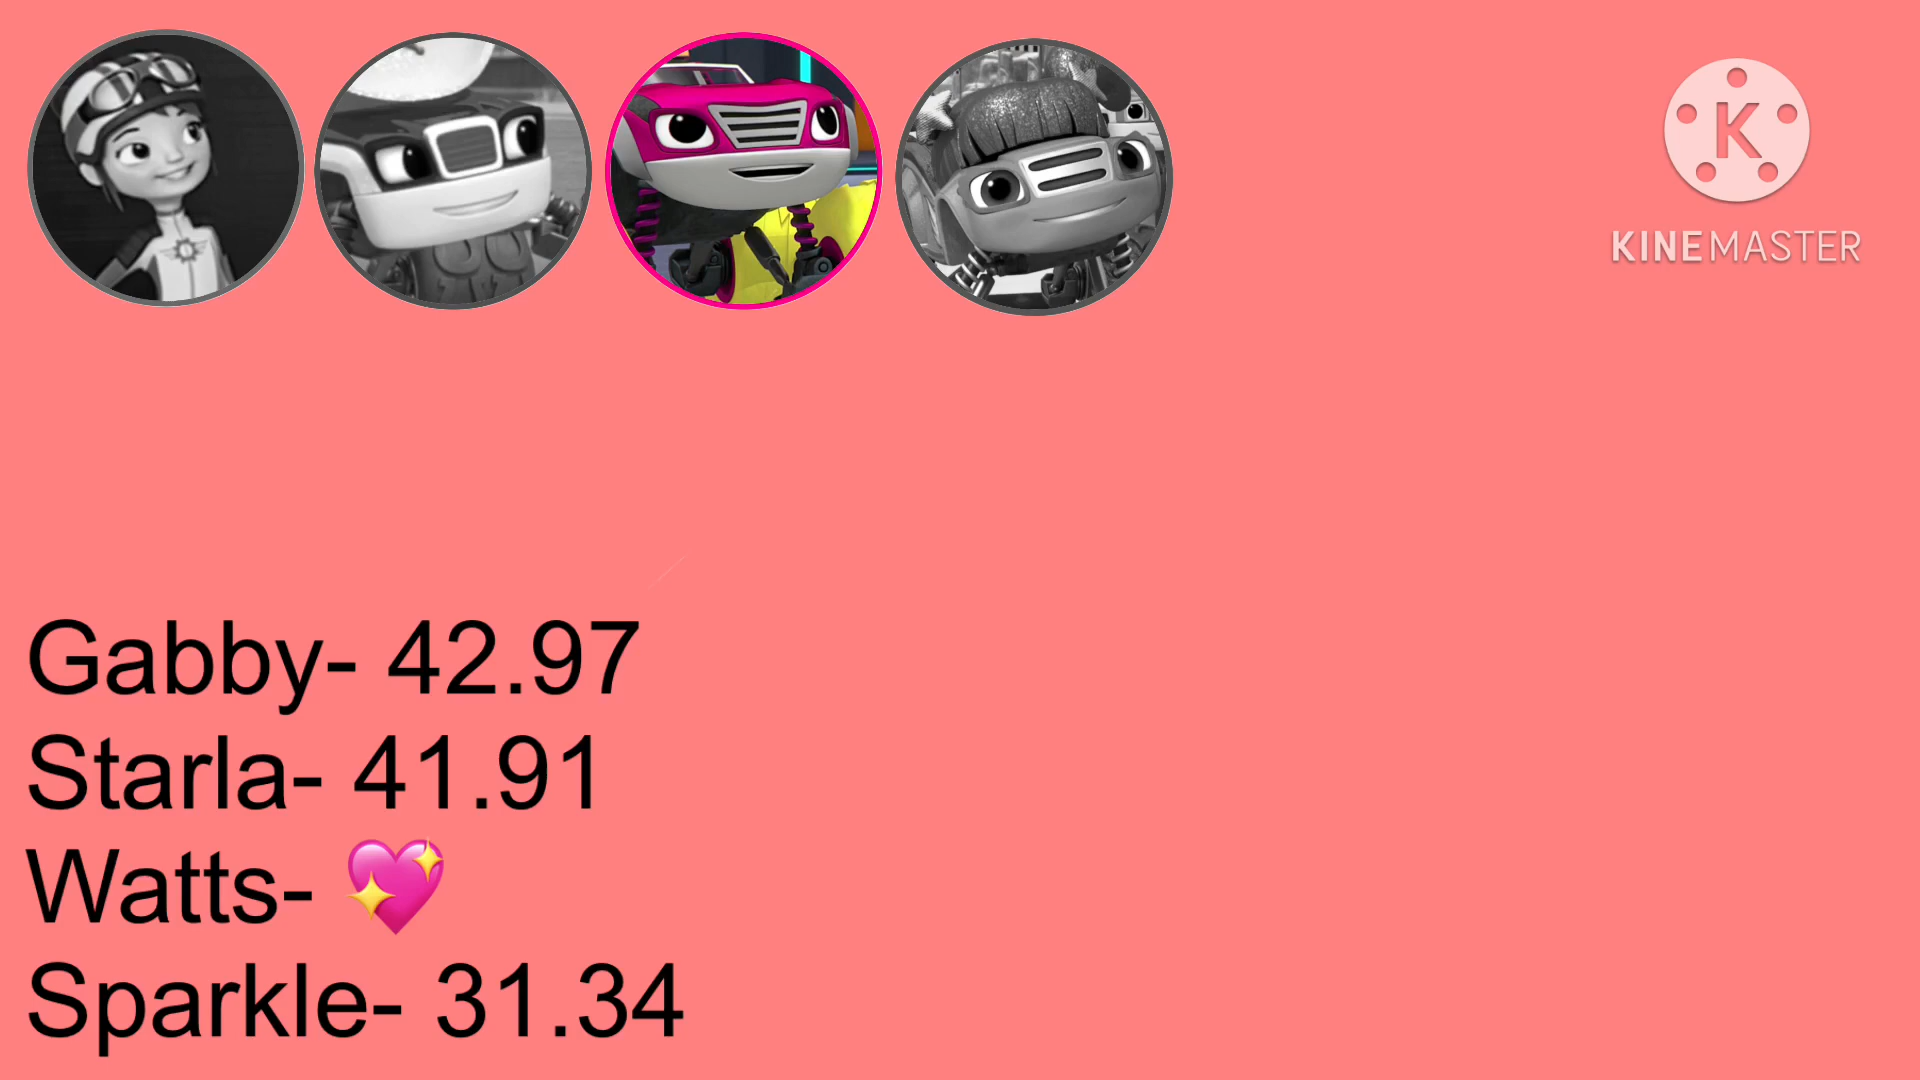 K
KINEMASTER
Gabby- 42.97
Starla- 41.91
Watts- 💖
Sparkle- 31.34